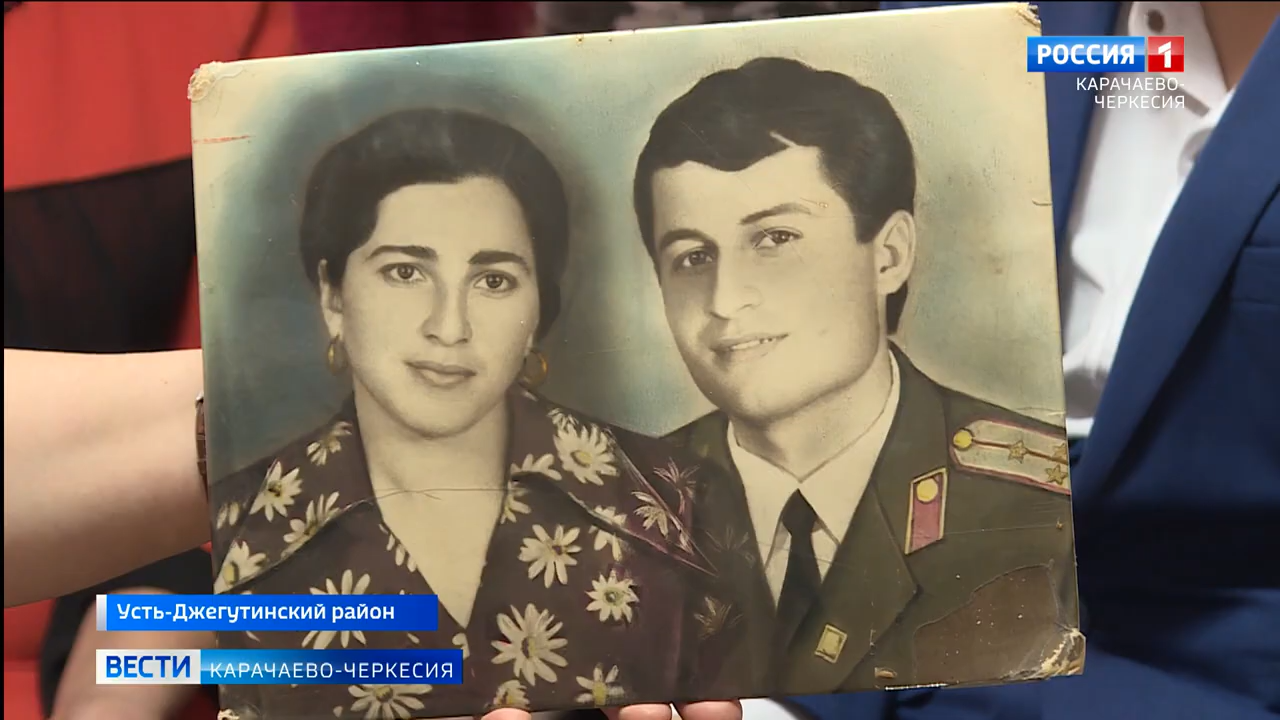 РОССИЯ 1
КАРАЧАЕВО-
ЧЕРКЕСИЯ
Усть-Джегутинский район
ВЕСТИ КАРАЧАЕВО-ЧЕРКЕСИЯ